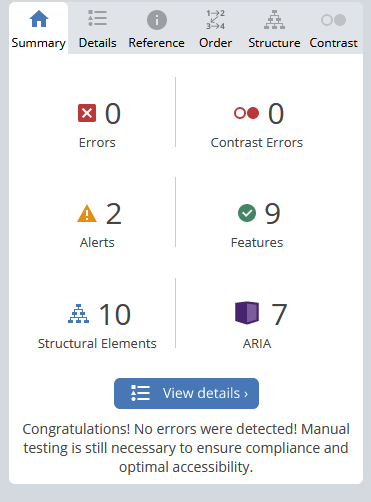 Summary Details Reference Order Structure Contrast
0 0
Errors Contrast Errors
2 9
Alerts Features
10 7
Structural Elements ARIA
View details ›
Congratulations! No errors were detected! Manual
testing is still necessary to ensure compliance and
optimal accessibility.